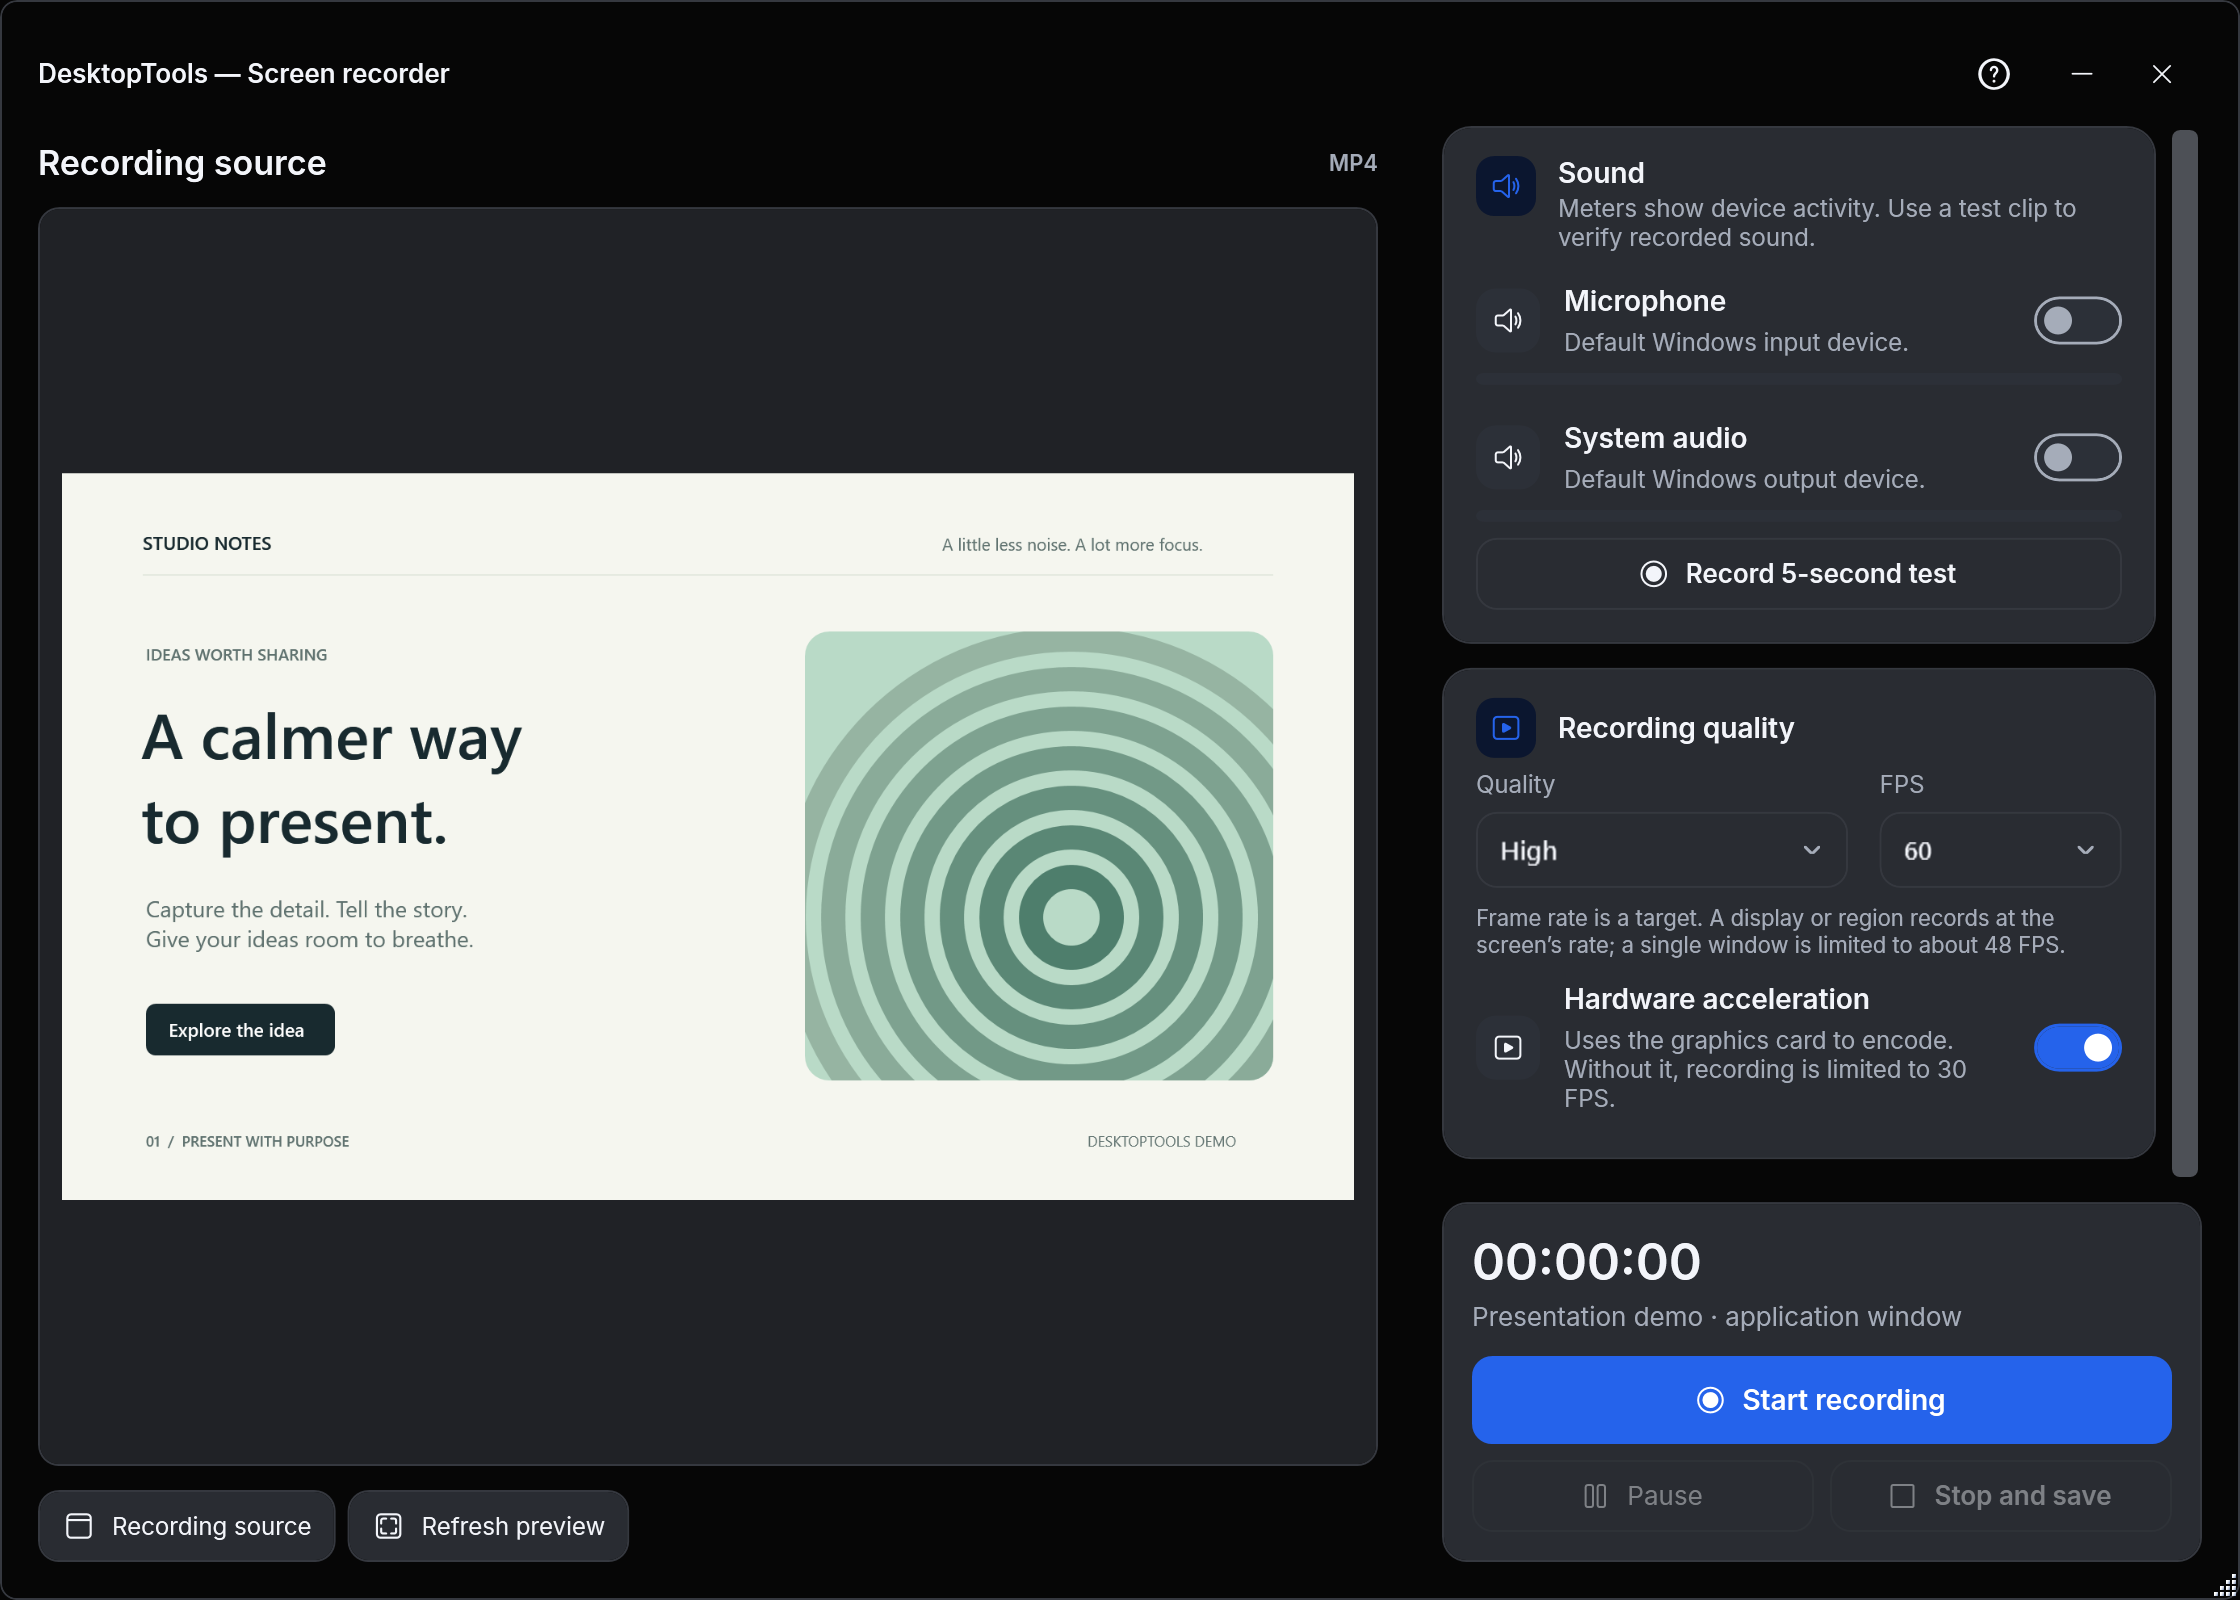 DesktopTools — Screen recorder
Recording source
MP4
STUDIO NOTES
A little less noise. A lot more focus.
IDEAS WORTH SHARING
A calmer way
to present.
Capture the detail. Tell the story.
Give your ideas room to breathe.
Explore the idea
01 / PRESENT WITH PURPOSE
DESKTOPTOOLS DEMO
Recording source
Refresh preview
Sound
Meters show device activity. Use a test clip to
verify recorded sound.
Microphone
Default Windows input device.
System audio
Default Windows output device.
Record 5-second test
Recording quality
Quality
FPS
High
60
Frame rate is a target. A display or region records at the
screen’s rate; a single window is limited to about 48 FPS.
Hardware acceleration
Uses the graphics card to encode.
Without it, recording is limited to 30
FPS.
00:00:00
Presentation demo · application window
Start recording
Pause
Stop and save